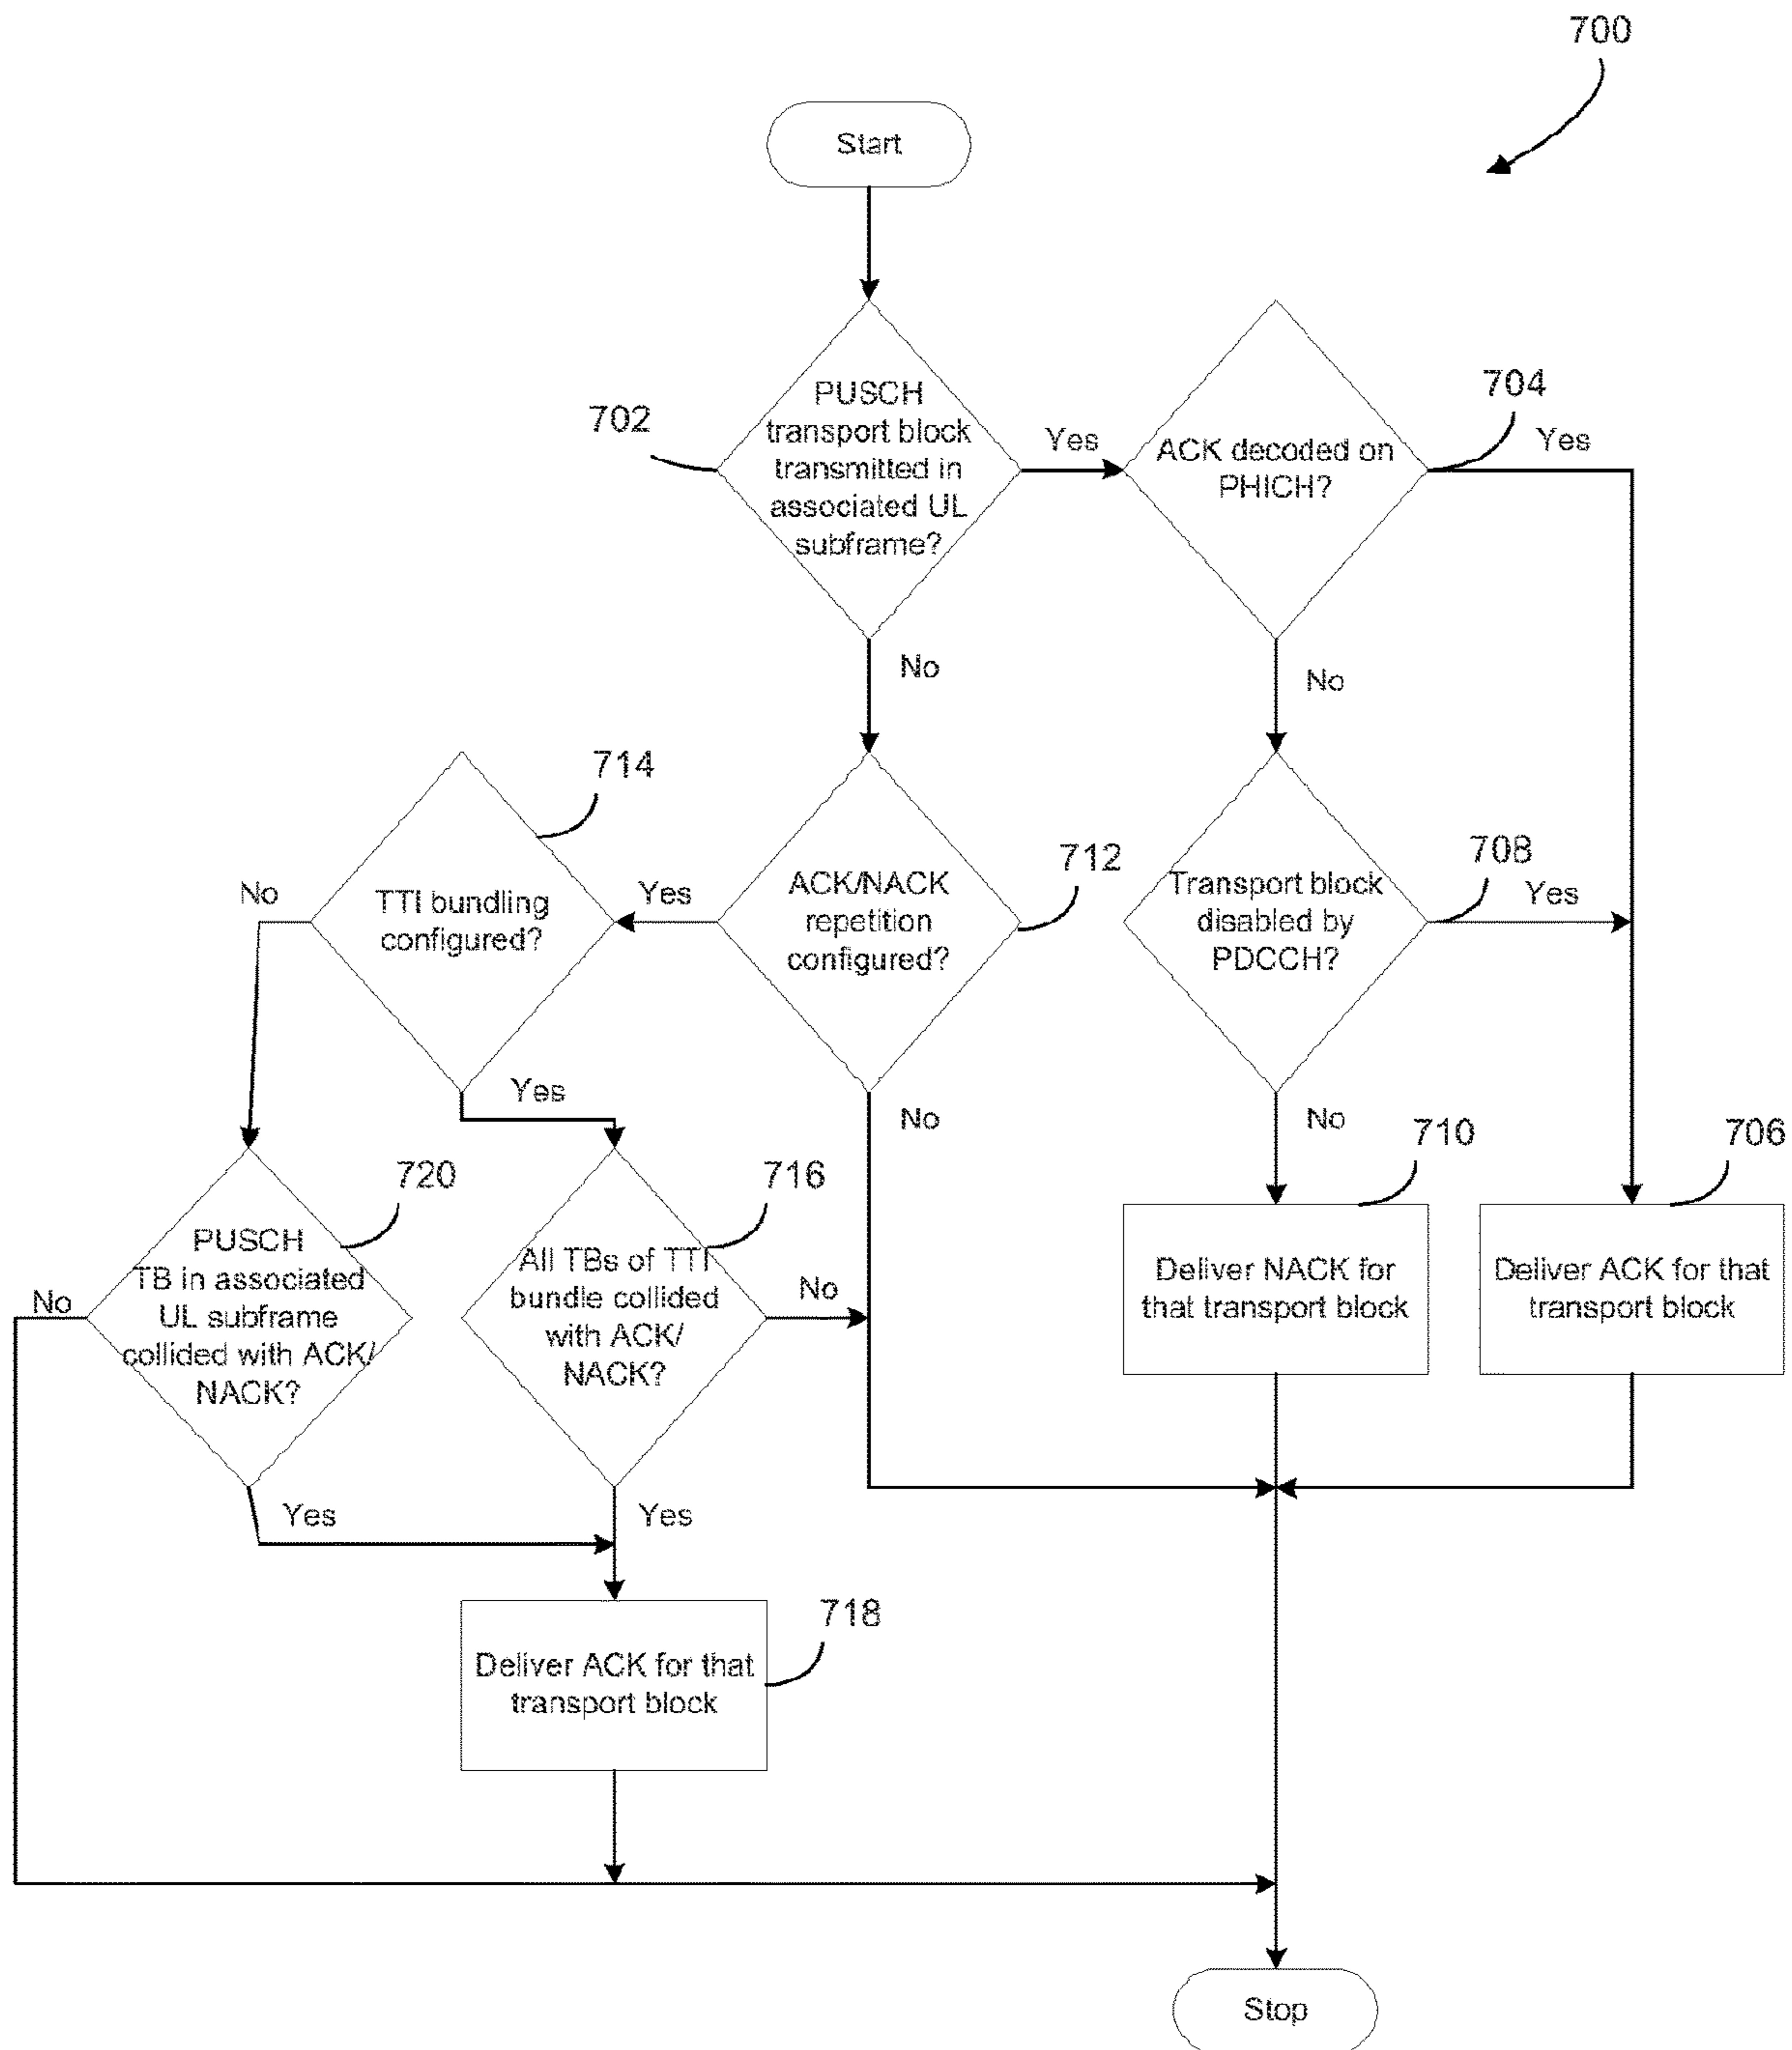 700
Start
702
PUSCH
transport block
transmitted in
associated UL
subframe?
Yes
No
704
ACK decoded on
PHICH?
Yes
No
714
TTI bundling
configured?
No
Yes
712
ACK/NACK
repetition
configured?
Yes
No
708
Transport block
disabled by
PDCCH?
Yes
No
720
PUSCH
TB in associated
UL subframe
collided with ACK/
NACK?
No
Yes
716
All TBs of TTI
bundle collided
with ACK/
NACK?
No
Yes
710
Deliver NACK for
that transport block
706
Deliver ACK for that
transport block
718
Deliver ACK for that
transport block
Stop